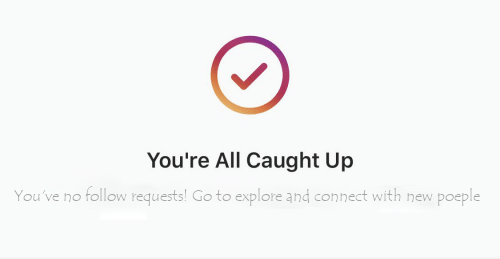 You're All Caught Up
You've no follow requests! Go to explore and connect with new poeple